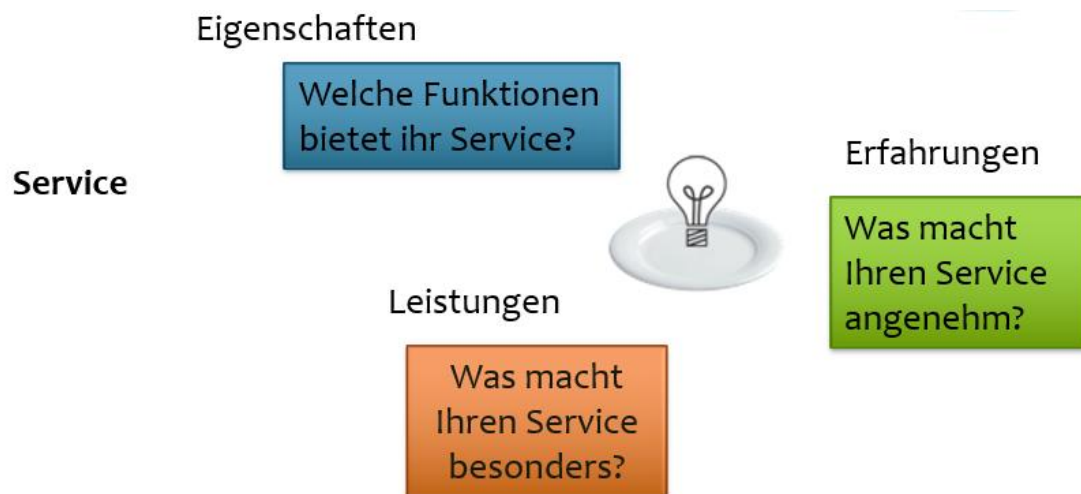 Eigenschaften
Welche Funktionen
bietet ihr Service?
Service
Erfahrungen
Was macht
Ihren Service
angenehm?
Leistungen
Was macht
Ihren Service
besonders?